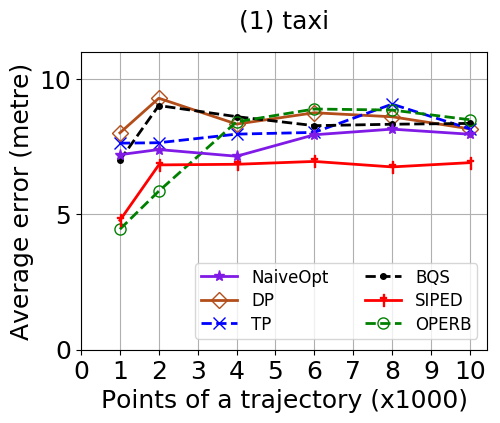 (1) taxi
Average error (metre)
10
5
0
NaiveOpt
DP
TP
BQS
SIPED
OPERB
0 1 2 3 4 5 6 7 8 9 10
Points of a trajectory (x1000)